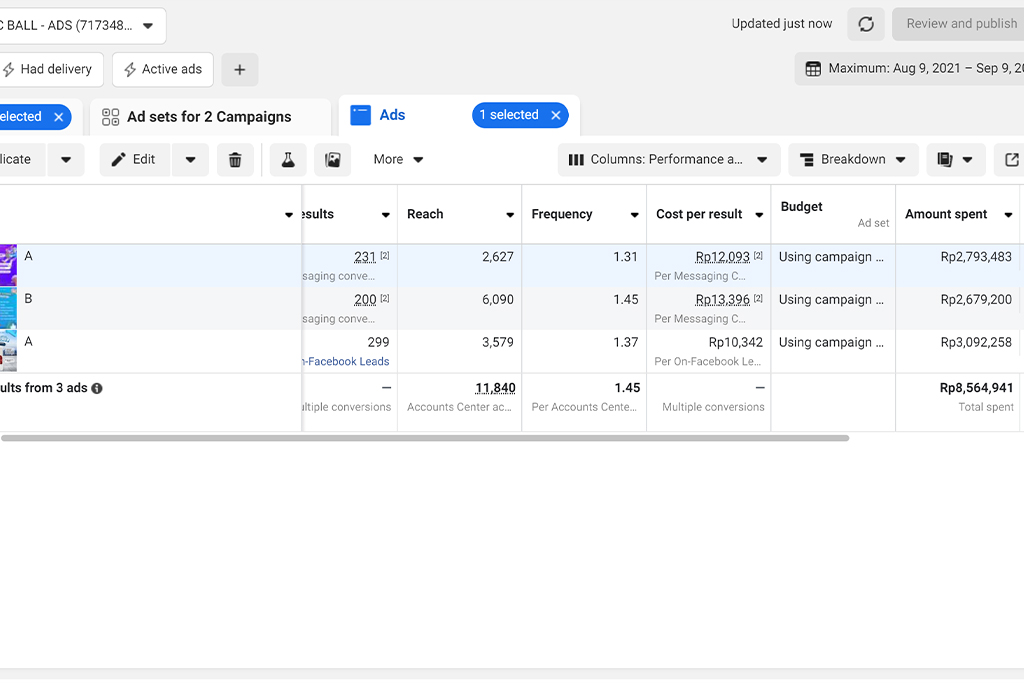 C BALL - ADS (717348...
Updated just now
Review and publish
Had delivery
Active ads
+
Maximum: Aug 9, 2021 – Sep 9, 20
elected ×
Ad sets for 2 Campaigns
Ads
1 selected ×
licate
Edit
More
Columns: Performance a...
Breakdown
esults
Reach
Frequency
Cost per result
Budget
Ad set
Amount spent
A
231 [2]
2,627
1.31
Rp12,093 [2]
Using campaign ...
Rp2,793,483
saging conve...
Per Messaging C...
B
200 [2]
6,090
1.45
Rp13,396 [2]
Using campaign ...
Rp2,679,200
saging conve...
Per Messaging C...
A
299
3,579
1.37
Rp10,342
Using campaign ...
Rp3,092,258
n-Facebook Leads
Per On-Facebook Le...
ults from 3 ads
—
11,840
1.45
—
Rp8,564,941
ultiple conversions
Accounts Center ac...
Per Accounts Cente...
Multiple conversions
Total spent